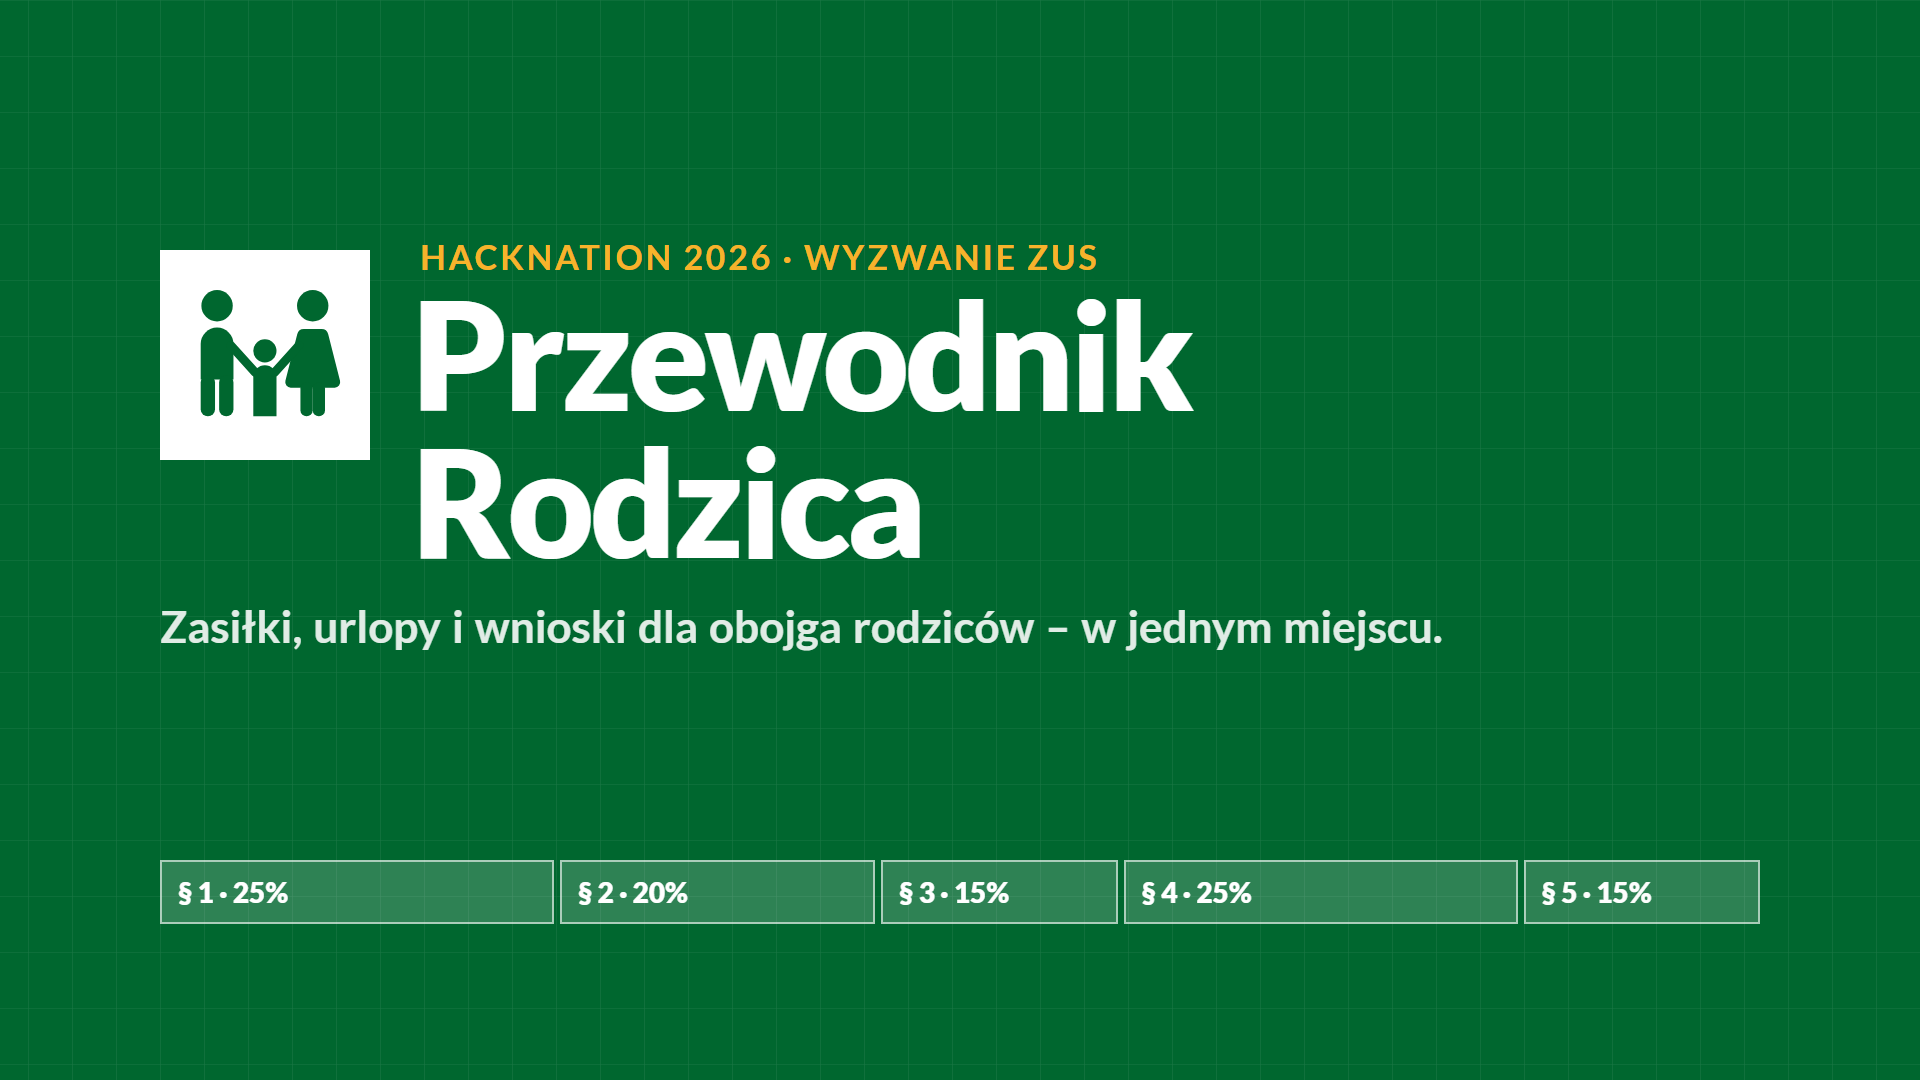 HACKNATION 2026 · WYZWANIE ZUS
Przewodnik
Rodzica
Zasiłki, urlopy i wnioski dla obojga rodziców – w jednym miejscu.
§ 1 · 25%
§ 2 · 20%
§ 3 · 15%
§ 4 · 25%
§ 5 · 15%